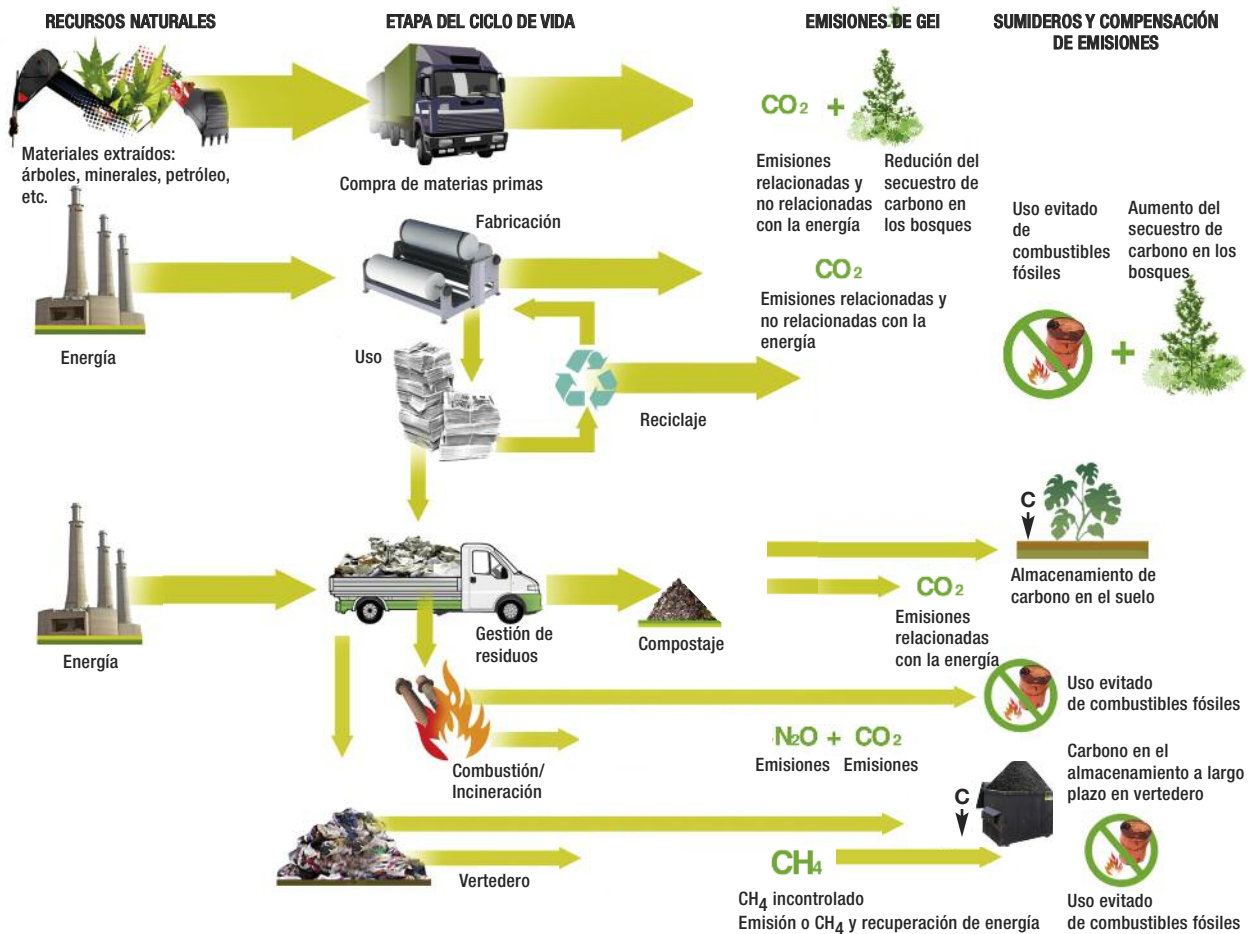 RECURSOS NATURALES
ETAPA DEL CICLO DE VIDA
EMISIONES DE GEI
SUMIDEROS Y COMPENSACIÓN
DE EMISIONES
Materiales extraídos:
árboles, minerales, petróleo,
etc.
Compra de materias primas
CO2 +
Emisiones
relacionadas y
no relacionadas
con la energía
Redución del
secuestro de
carbono en
los bosques
Uso evitado
de
combustibles
fósiles
Aumento del
secuestro de
carbono en los
bosques
+
Energía
Fabricación
CO2
Emisiones relacionadas y
no relacionadas con la
energía
Uso
Reciclaje
Energía
Gestión de
residuos
Compostaje
C
Almacenamiento de
carbono en el suelo
CO2
Emisiones
relacionadas
con la energía
Combustión/
Incineración
Uso evitado
de combustibles fósiles
N2O + CO2
Emisiones Emisiones
Carbono en el
almacenamiento a largo
plazo en vertedero
C
Vertedero
CH4
CH4 incontrolado
Emisión o CH4 y recuperación de energía
Uso evitado
de combustibles fósiles